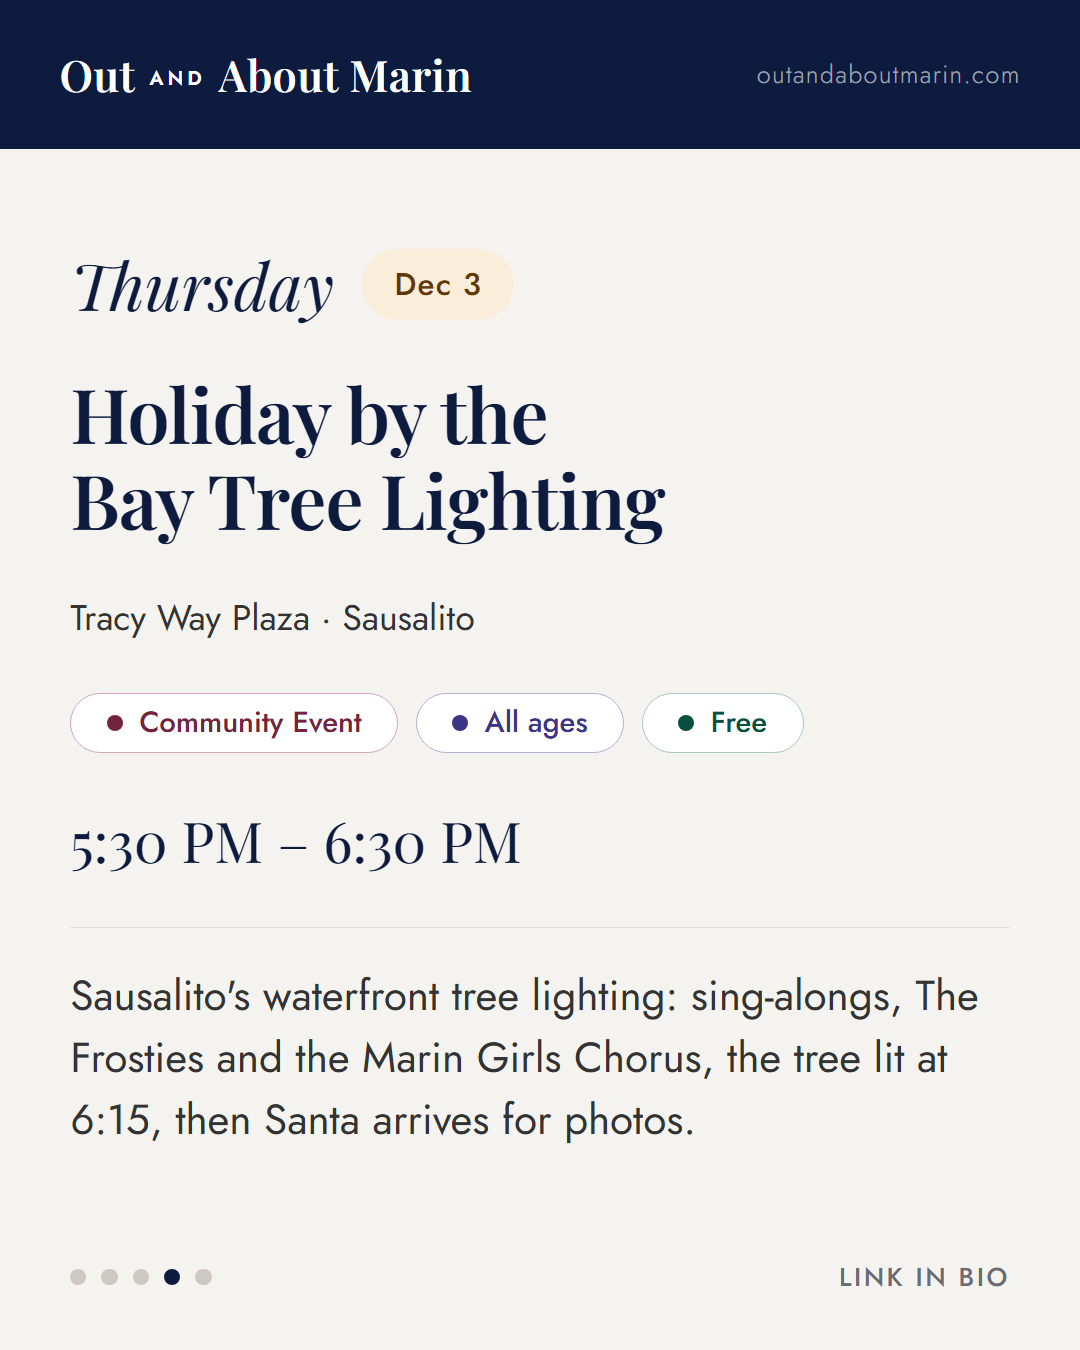 Out AND About Marin
outandaboutmarin.com
Thursday
Dec 3
Holiday by the
Bay Tree Lighting
Tracy Way Plaza · Sausalito
Community Event
All ages
Free
5:30 PM – 6:30 PM
Sausalito's waterfront tree lighting: sing-alongs, The
Frosties and the Marin Girls Chorus, the tree lit at
6:15, then Santa arrives for photos.
LINK IN BIO